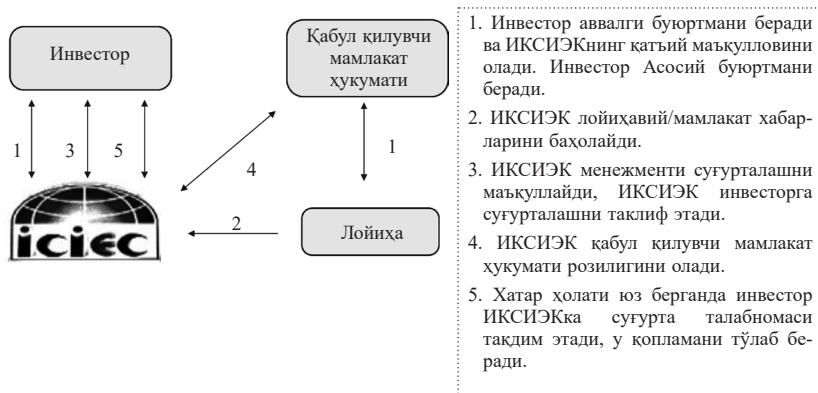 Инвестор
Қабул қилувчи
мамлакат
ҳукумати
1
3
5
4
1
iciec
2
Лойиҳа
1. Инвестор аввалги буюртмани беради
ва ИКСИЭКнинг қатъий маъқулловини
олади. Инвестор Асосий буюртмани
беради.
2. ИКСИЭК лойиҳавий/мамлакат хабар-
ларини баҳолайди.
3. ИКСИЭК менежменти суғурталашни
маъқуллайди, ИКСИЭК инвесторга
суғурталашни таклиф этади.
4. ИКСИЭК қабул қилувчи мамлакат
ҳукумати розилигини олади.
5. Хатар ҳолати юз берганда инвестор
ИКСИЭКка суғурта талабномаси
тақдим этади, у қопламани тўлаб бе-
ради.